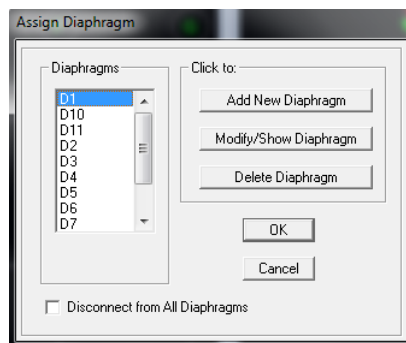 Assign Diaphragm
Diaphragms
D1
D10
D11
D2
D3
D4
D5
D6
D7
Click to:
Add New Diaphragm
Modify/Show Diaphragm
Delete Diaphragm
OK
Cancel
Disconnect from All Diaphragms